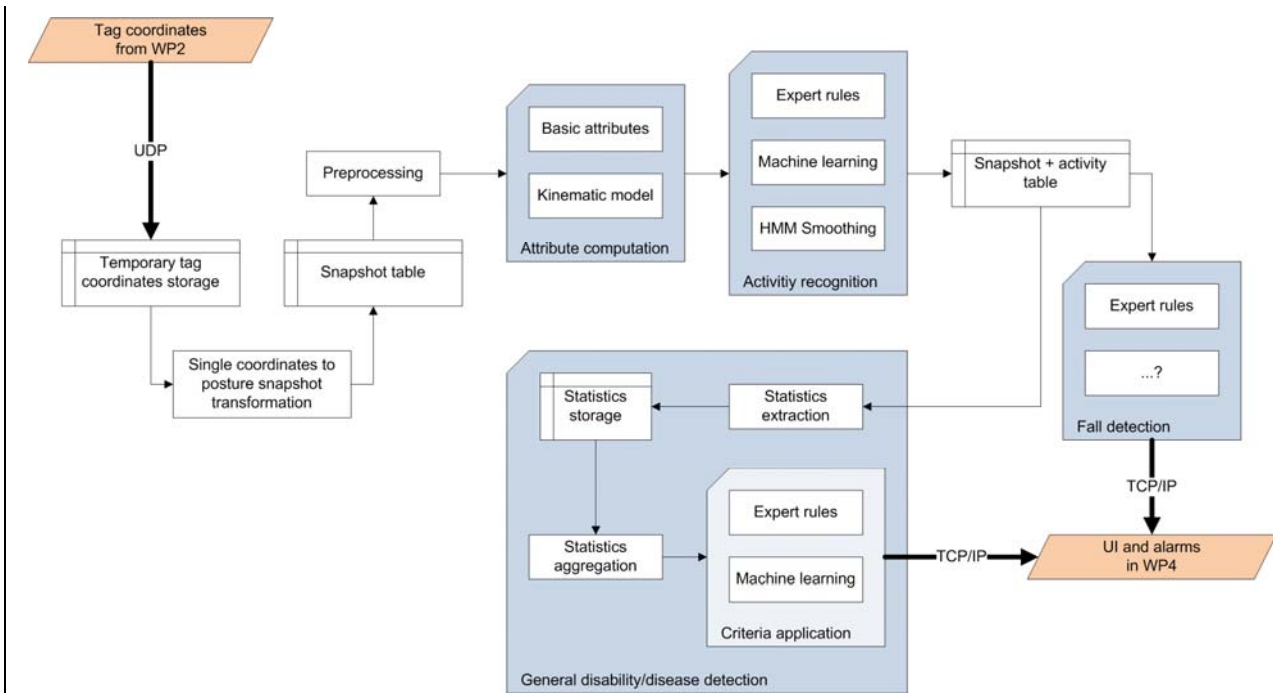 Tag coordinates
from WP2
UDP
Temporary tag
coordinates storage
Single coordinates to
posture snapshot
transformation
Snapshot table
Preprocessing
Basic attributes
Kinematic model
Attribute computation
Expert rules
Machine learning
HMM Smoothing
Activitiy recognition
Snapshot + activity
table
Expert rules
...?
Fall detection
TCP/IP
Statistics
storage
Statistics
extraction
Statistics
aggregation
Expert rules
Machine learning
Criteria application
General disability/disease detection
TCP/IP
UI and alarms
in WP4